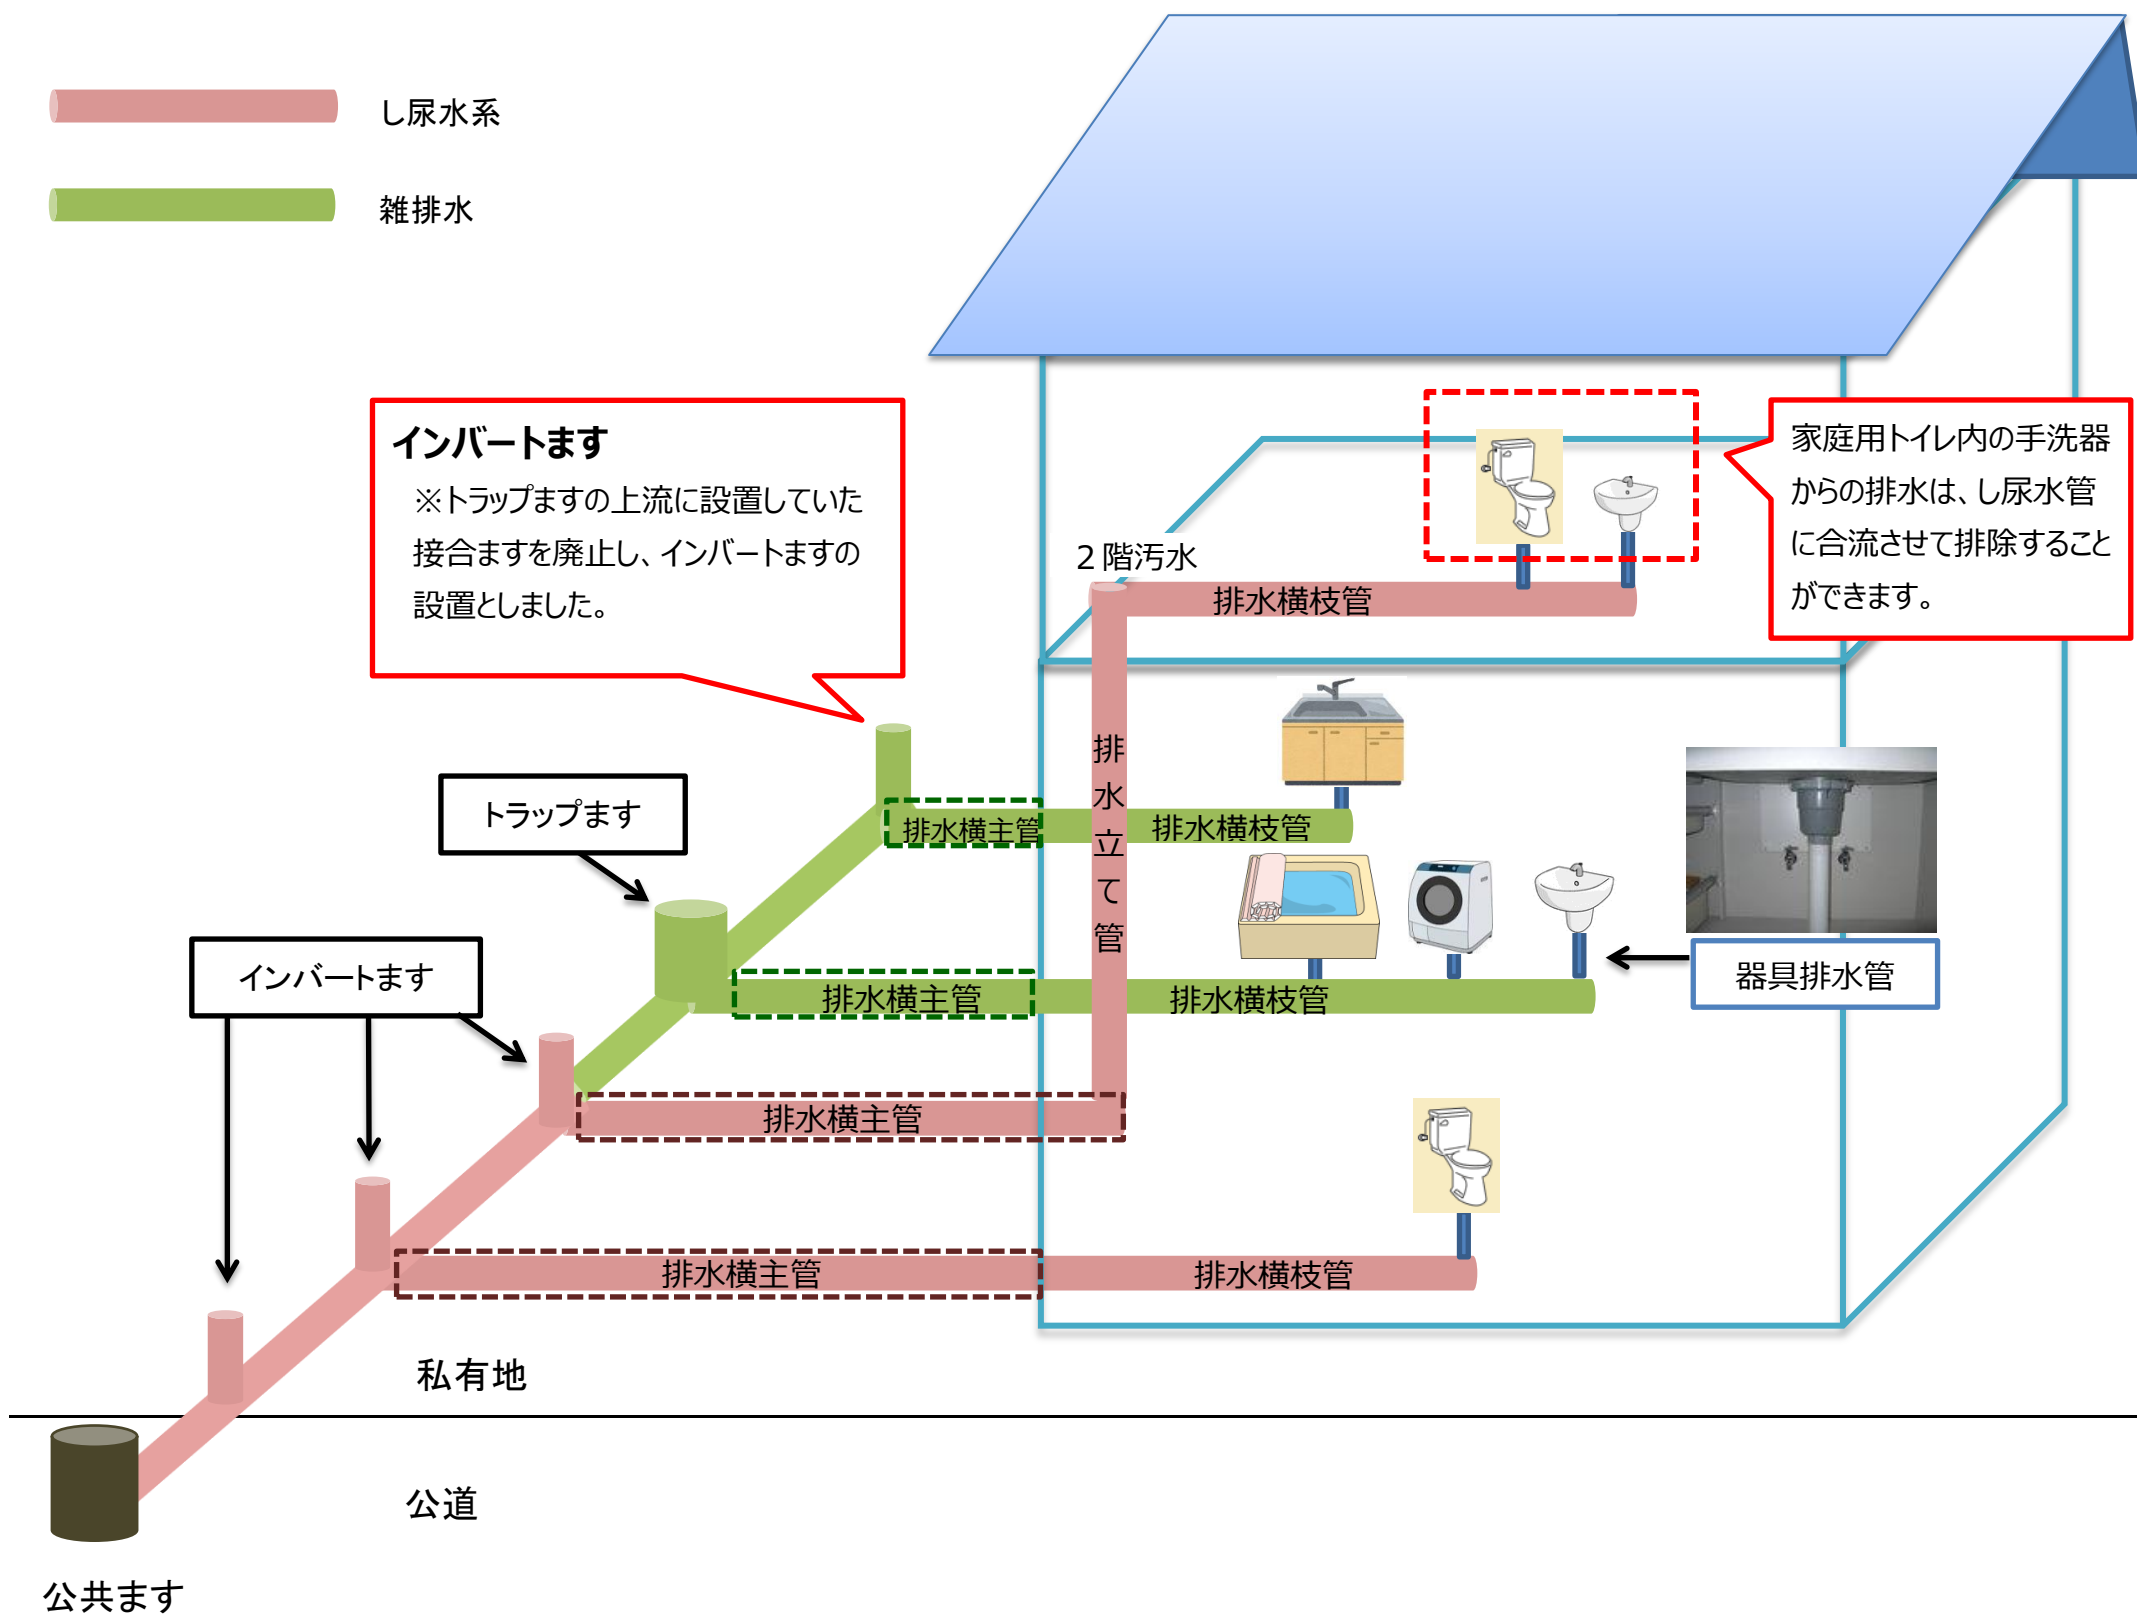 し尿水系
雑排水
インバートます
※トラップますの上流に設置していた
接合ますを廃止し、インバートますの
設置としました。
家庭用トイレ内の手洗器
からの排水は、し尿水管
に合流させて排除すること
ができます。
２階汚水
排水横枝管
排水立て管
トラップます
排水横主管
排水横枝管
インバートます
排水横主管
排水横枝管
器具排水管
排水横主管
排水横主管
排水横枝管
私有地
公道
公共ます